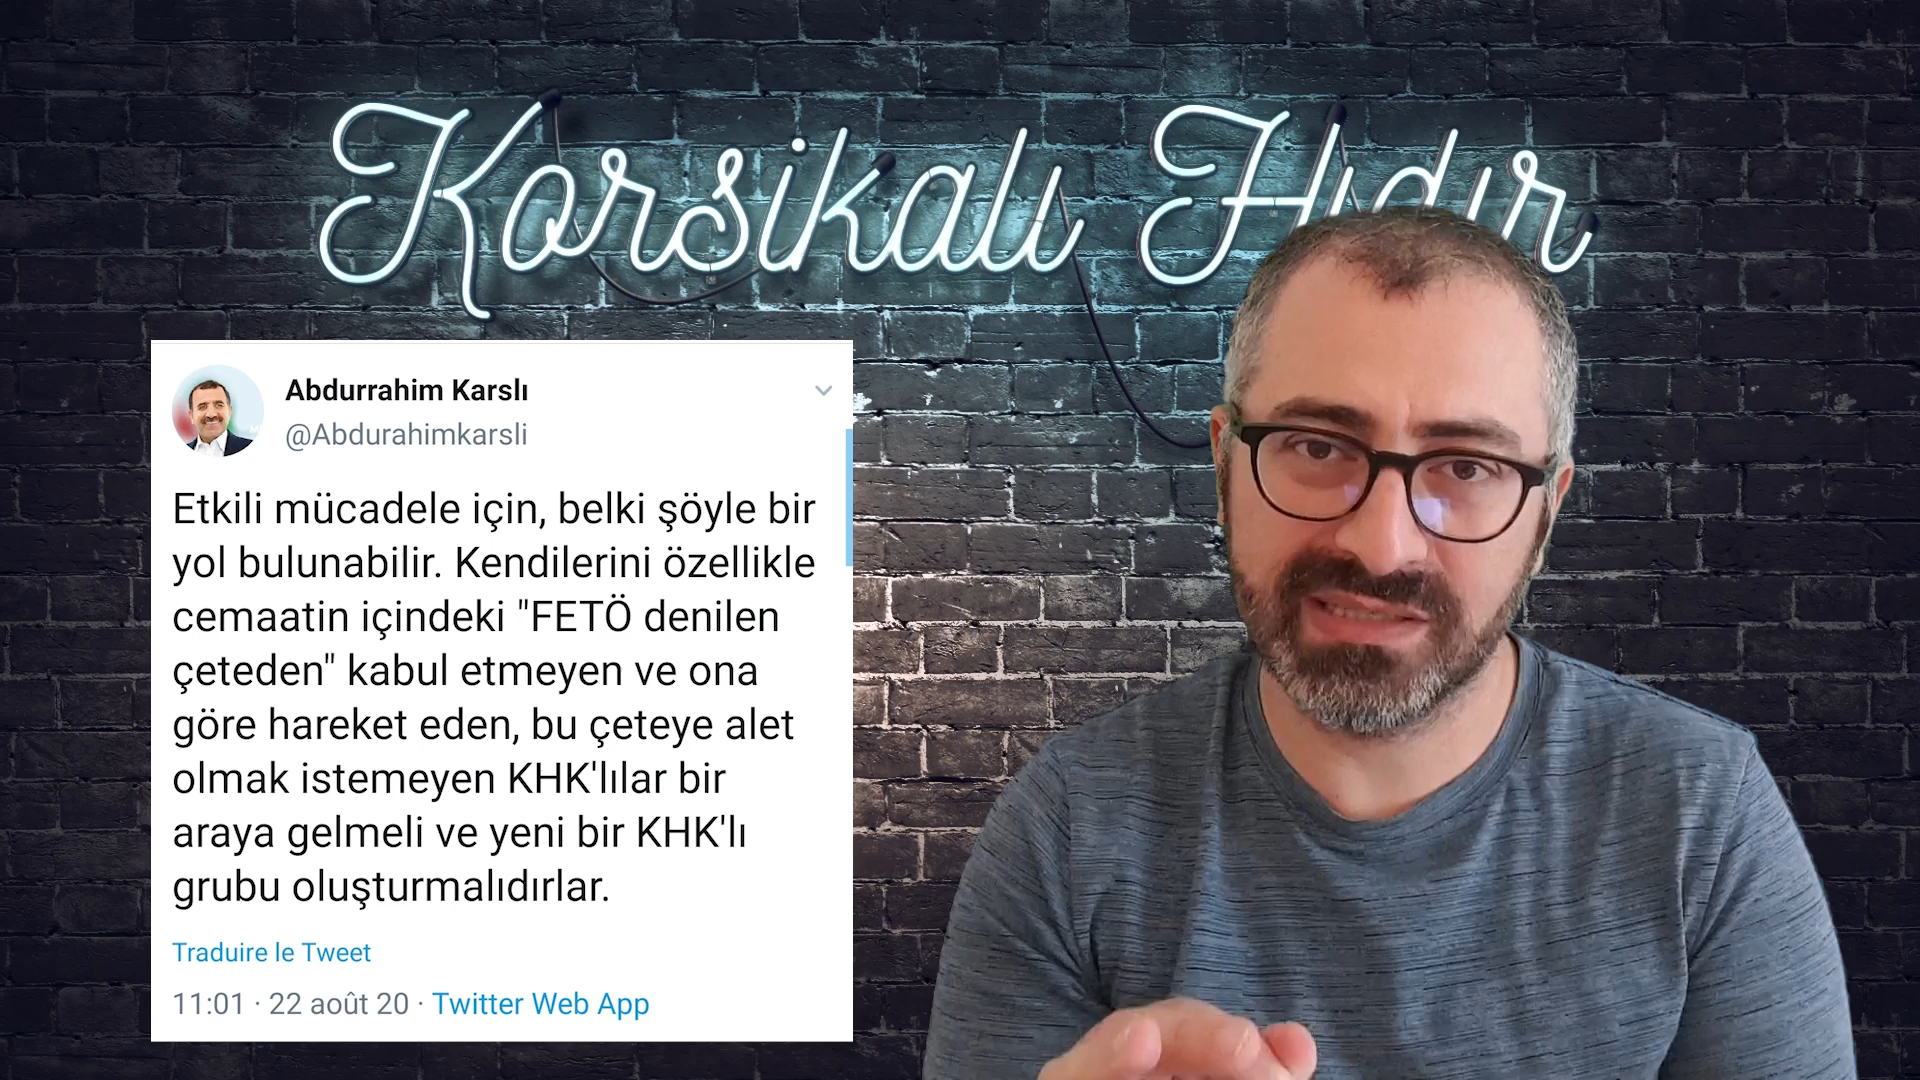 Korsikalı Hıdır
Abdurrahim Karslı
@Abdurahimkarsli
Etkili mücadele için, belki şöyle bir
yol bulunabilir. Kendilerini özellikle
cemaatin içindeki "FETÖ denilen
çeteden" kabul etmeyen ve ona
göre hareket eden, bu çeteye alet
olmak istemeyen KHK'lılar bir
araya gelmeli ve yeni bir KHK'lı
grubu oluşturmalıdırlar.
Traduire le Tweet
11:01 · 22 août 20 · Twitter Web App